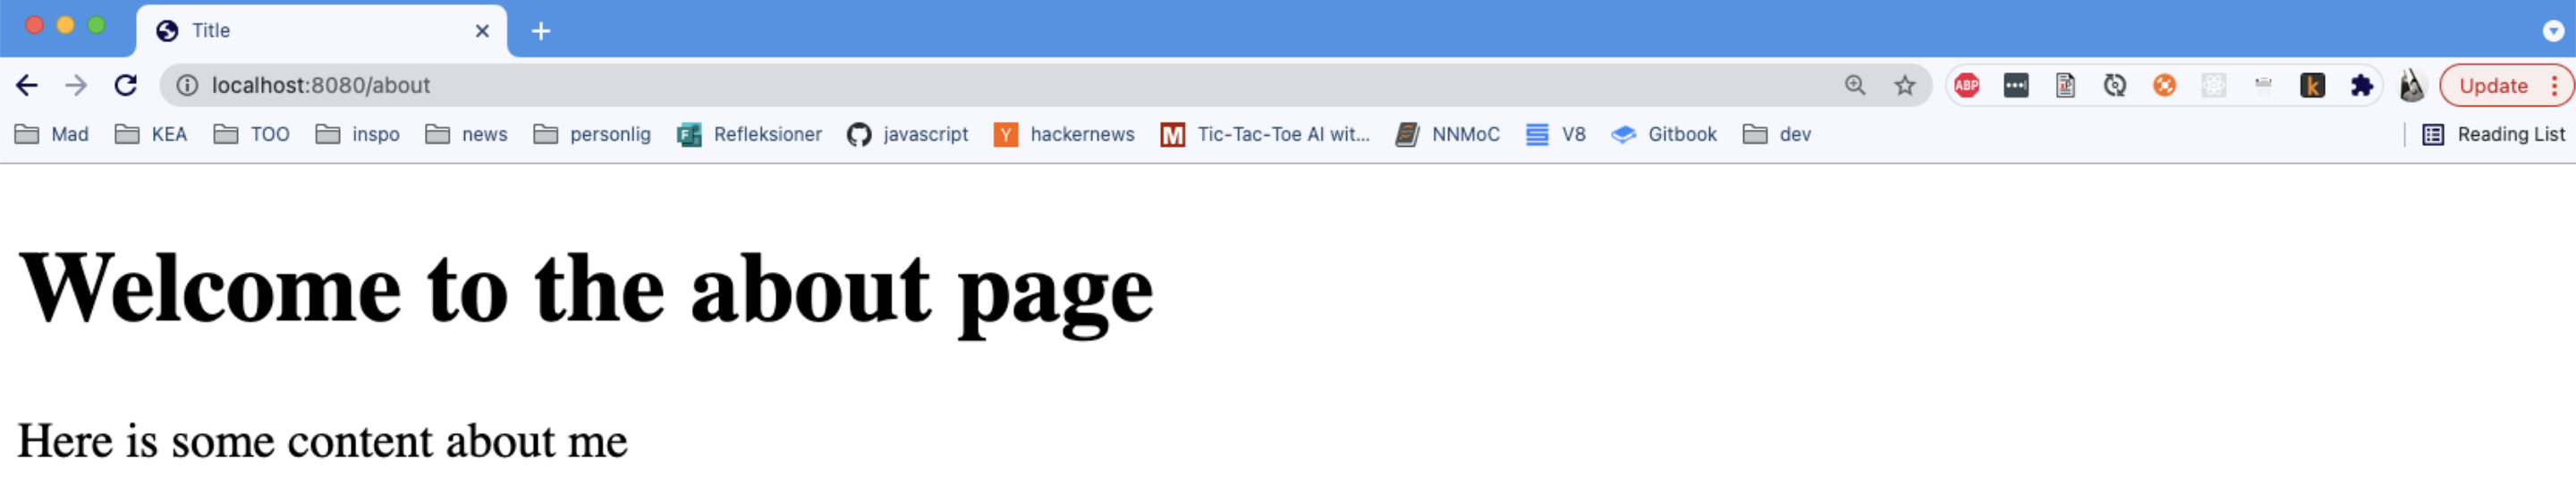 Title
localhost:8080/about
ABP
k
Update
Mad KEA TOO inspo news personlig F Refleksioner javascript Y hackernews M Tic-Tac-Toe AI wit... NNMoC V8 Gitbook dev Reading List
Welcome to the about page
Here is some content about me